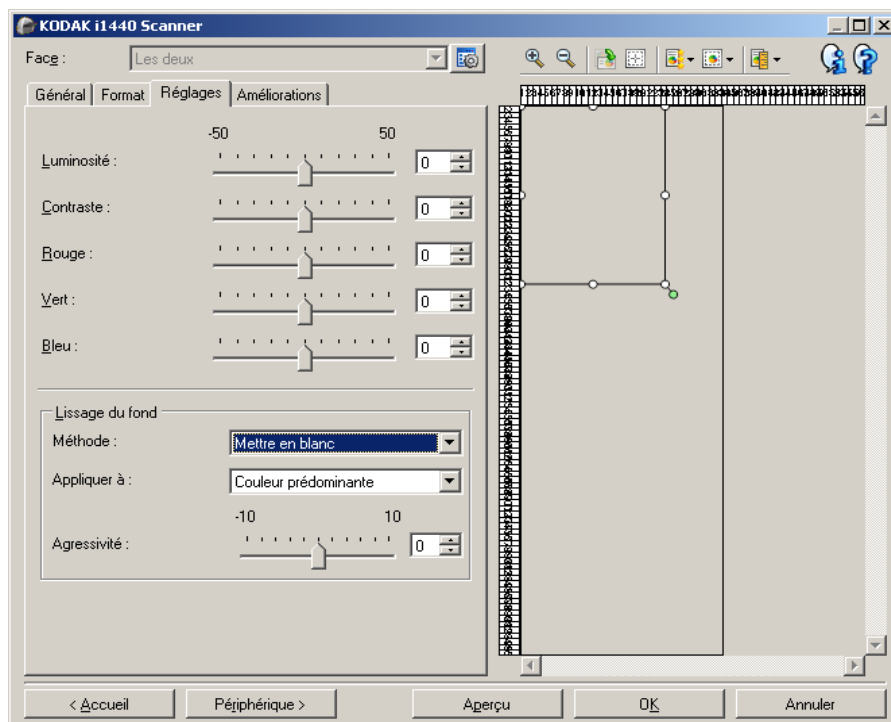 KODAK i1440 Scanner
Face : Les deux
Général Format Réglages Améliorations
-50 50
Luminosité : 0
Contraste : 0
Rouge : 0
Vert : 0
Bleu : 0
Lissage du fond
Méthode : Mettre en blanc
Appliquer à : Couleur prédominante
-10 10
Agressivité : 0
< Accueil Périphérique > Aperçu OK Annuler